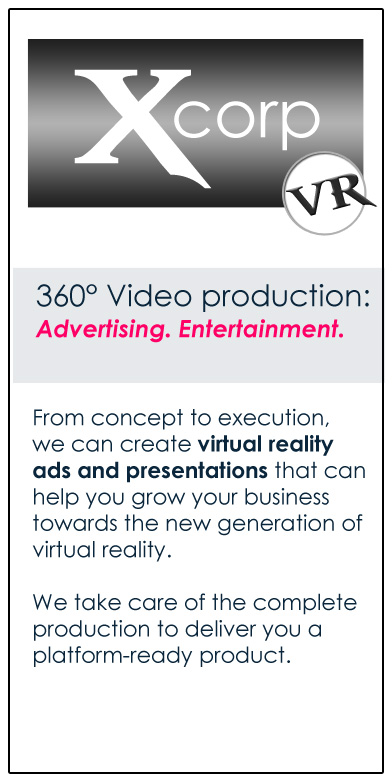 Xcorp
VR
360° Video production:
Advertising. Entertainment.
From concept to execution,
we can create virtual reality
ads and presentations that can
help you grow your business
towards the new generation of
virtual reality.
We take care of the complete
production to deliver you a
platform-ready product.